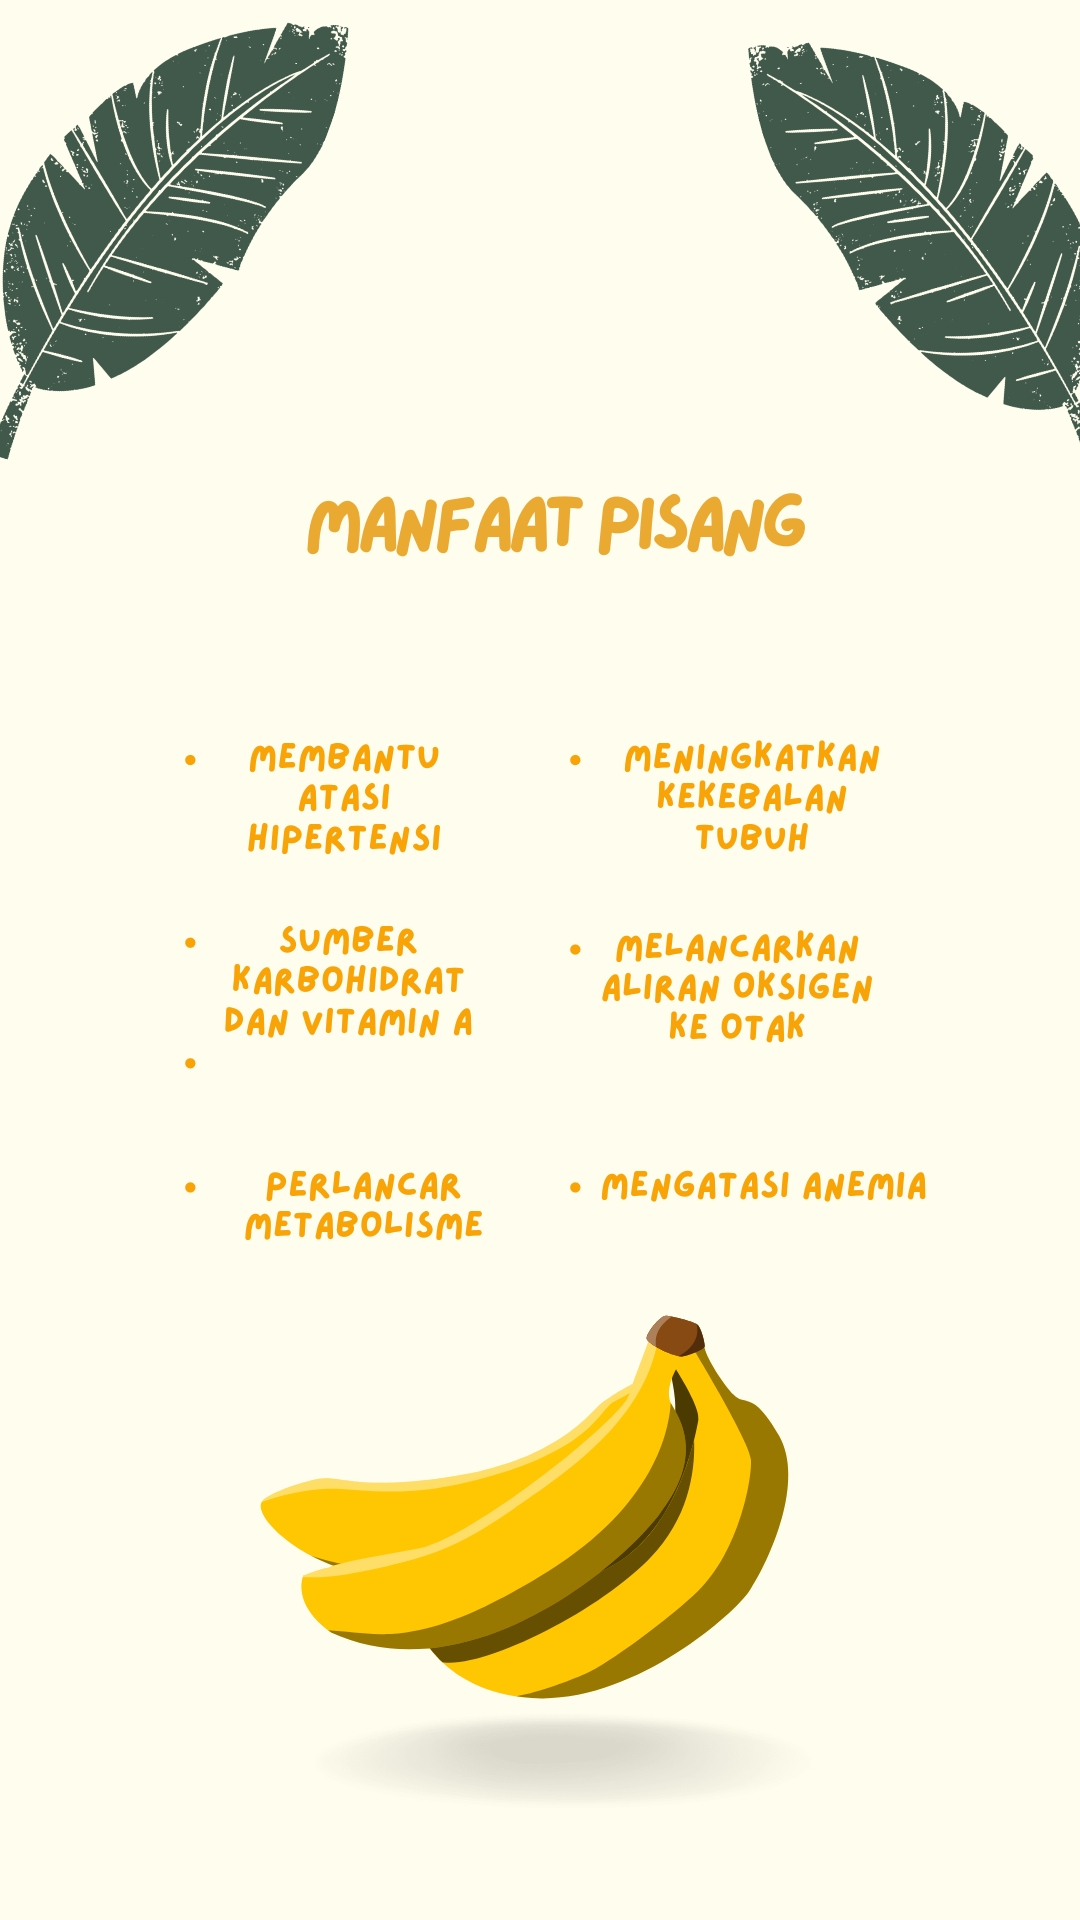 MANFAAT PISANG
• MEMBANTU
ATASI
HIPERTENSI
• SUMBER
KARBOHIDRAT
DAN VITAMIN A
•
• PERLANCAR
METABOLISME
• MENINGKATKAN
KEKEBALAN
TUBUH
• MELANCARKAN
ALIRAN OKSIGEN
KE OTAK
• MENGATASI ANEMIA